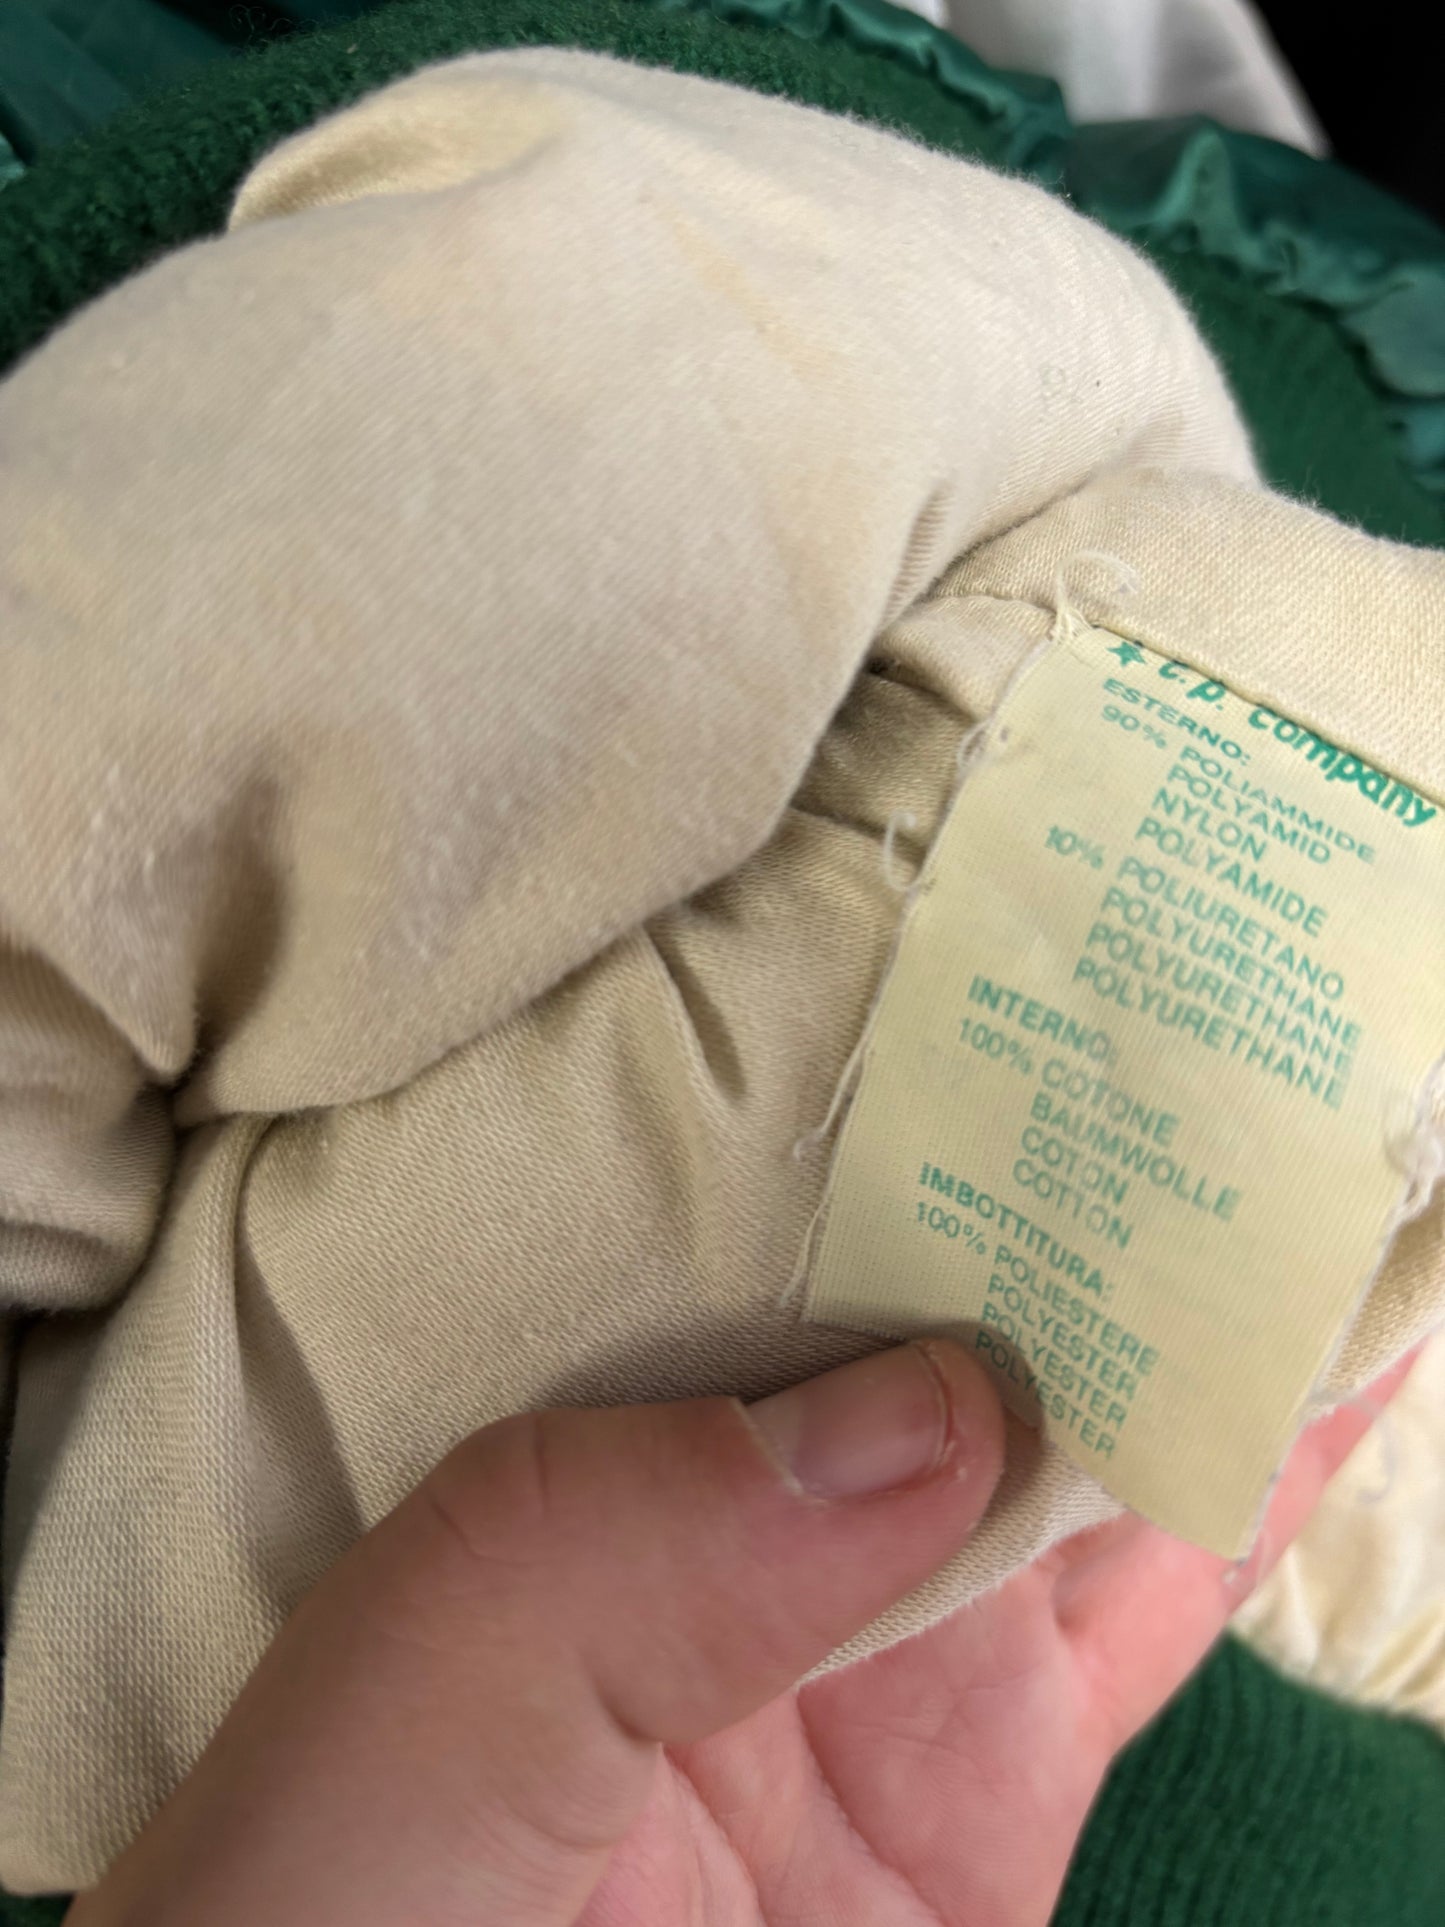 c.p. company
ESTERNO:
90% POLIAMMIDE
POLYAMID
NYLON
POLYAMIDE
10% POLIURETANO
POLYURETHANE
POLYURETHANE
POLYURETHANE
INTERNO:
100% COTONE
BAUMWOLLE
COTON
COTTON
IMBOTTITURA:
100% POLIESTERE
POLYESTER
POLYESTER
POLYESTER